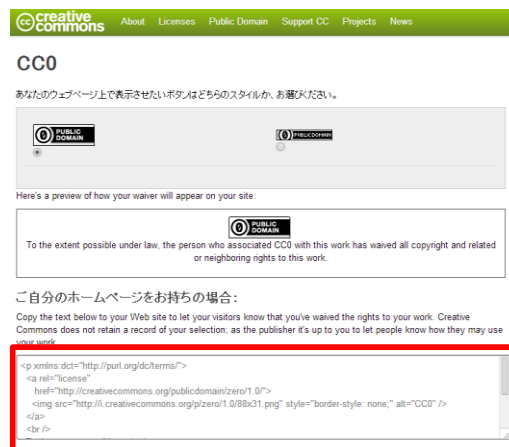 creative commons About Licenses Public Domain Support CC Projects News
CC0
あなたのウェブページ上で表示させたいボタンはどちらのスタイルか、お選びください。
PUBLIC DOMAIN PUBLIC DOMAIN
Here's a preview of how your waiver will appear on your site:
PUBLIC DOMAIN
To the extent possible under law, the person who associated CC0 with this work has waived all copyright and related
or neighboring rights to this work.
ご自分のホームページをお持ちの場合:
Copy the text below to your Web site to let your visitors know that you've waived the rights to your work. Creative
Commons does not retain a record of your selection; as the publisher it's up to you to let people know how they may use
your work.
<p xmlns:dct="http://purl.org/dc/terms/">
<a rel="license"
href="http://creativecommons.org/publicdomain/zero/1.0/">
<img src="http://i.creativecommons.org/p/zero/1.0/88x31.png" style="border-style: none;" alt="CC0" />
</a>
<br />